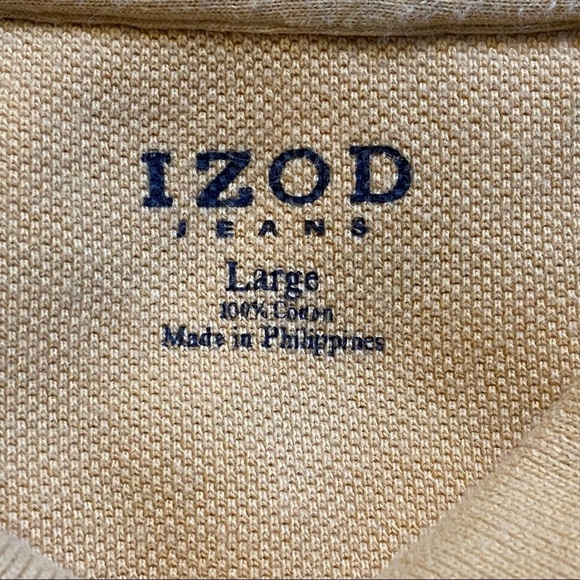 IZOD
JEANS
Large
100% Cotton
Made in Philippines